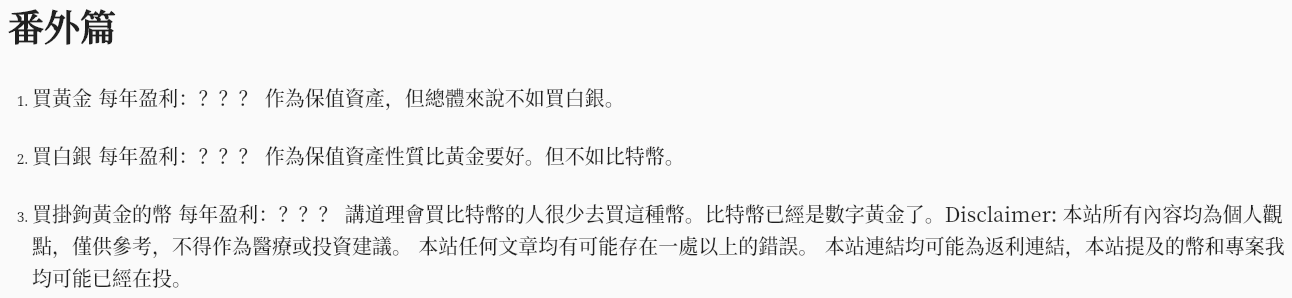 番外篇
1. 買黃金 每年盈利：？？？ 作為保值資產，但總體來說不如買白銀。
2. 買白銀 每年盈利：？？？ 作為保值資產性質比黃金要好。但不如比特幣。
3. 買掛鉤黃金的幣 每年盈利：？？？ 講道理會買比特幣的人很少去買這種幣。比特幣已經是數字黃金了。Disclaimer: 本站所有內容均為個人觀
點，僅供參考，不得作為醫療或投資建議。 本站任何文章均有可能存在一處以上的錯誤。 本站連結均可能為返利連結，本站提及的幣和專案我
均可能已經在投。